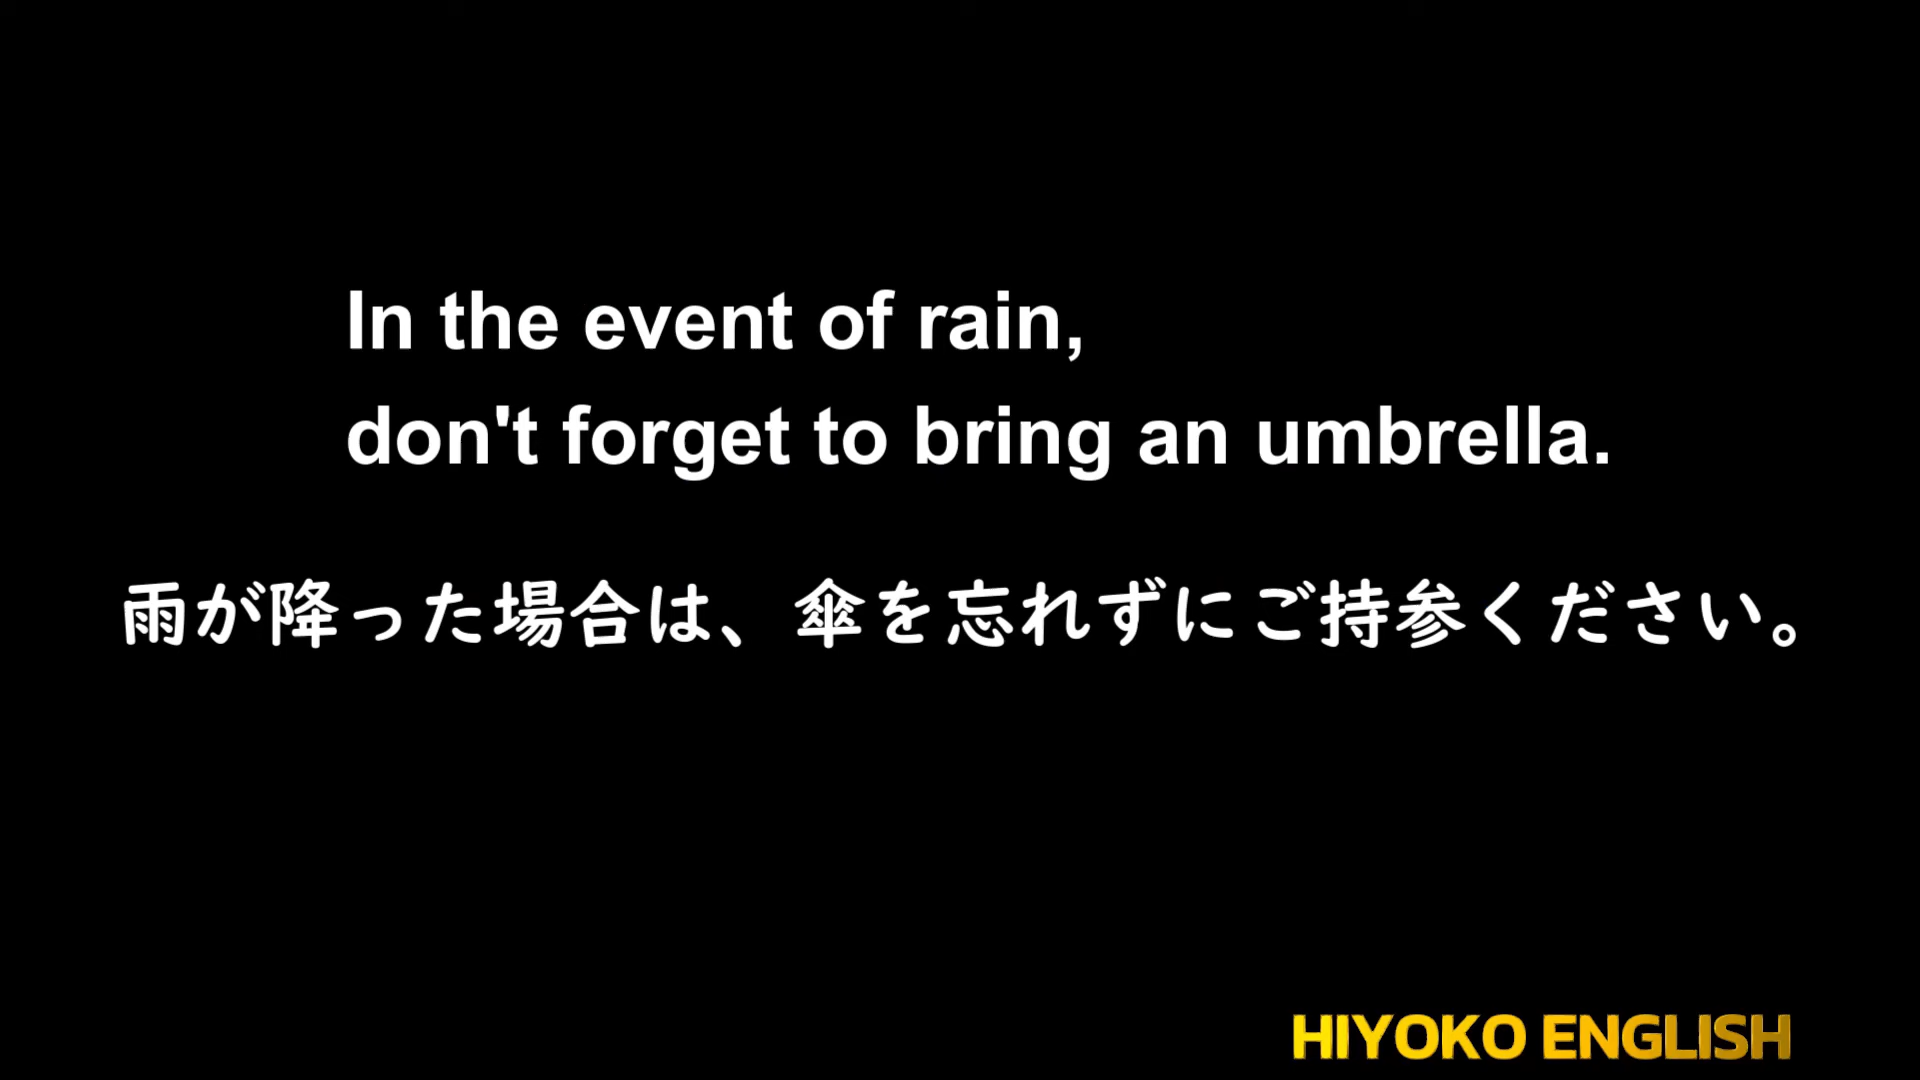 In the event of rain,
don't forget to bring an umbrella.
雨が降った場合は、傘を忘れずにご持参ください。
HIYOKO ENGLISH